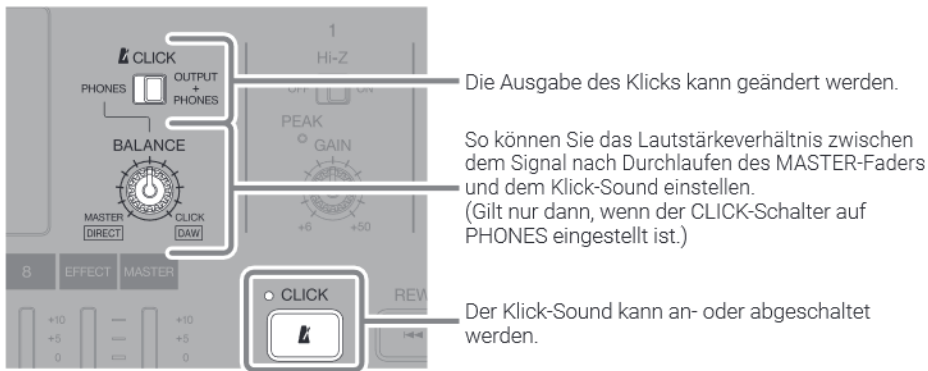 1
CLICK
Hi-Z
PHONES
OUTPUT
+
PHONES
OFF
ON
PEAK
BALANCE
GAIN
MASTER
CLICK
DIRECT
DAW
+6
+50
8
EFFECT
MASTER
CLICK
REW
+10
+10
+5
+5
0
0
Die Ausgabe des Klicks kann geändert werden.
So können Sie das Lautstärkeverhältnis zwischen
dem Signal nach Durchlaufen des MASTER-Faders
und dem Klick-Sound einstellen.
(Gilt nur dann, wenn der CLICK-Schalter auf
PHONES eingestellt ist.)
Der Klick-Sound kann an- oder abgeschaltet
werden.